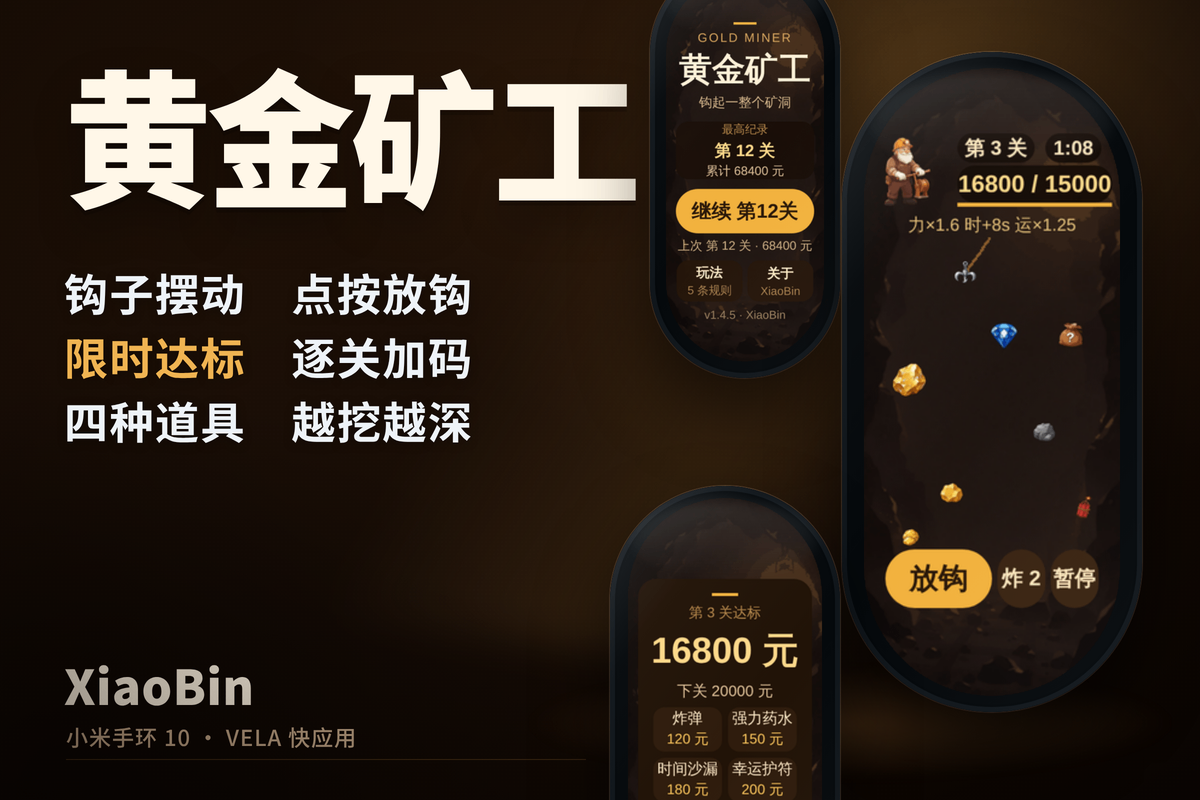 黄金矿工
钩子摆动 点按放钩
限时达标 逐关加码
四种道具 越挖越深
XiaoBin
小米手环 10 · VELA 快应用
GOLD MINER
黄金矿工
钩起一整个矿洞
最高纪录
第 12 关
累计 68400 元
继续 第12关
上次 第 12 关 · 68400 元
玩法 关于
5 条规则 XiaoBin
v1.4.5 · XiaoBin
第 3 关达标
16800 元
下关 20000 元
炸弹 强力药水
120 元 150 元
时间沙漏 幸运护符
180 元 200 元
第 3 关 1:08
16800 / 15000
力×1.6 时+8s 运×1.25
?
放钩 炸 2 暂停